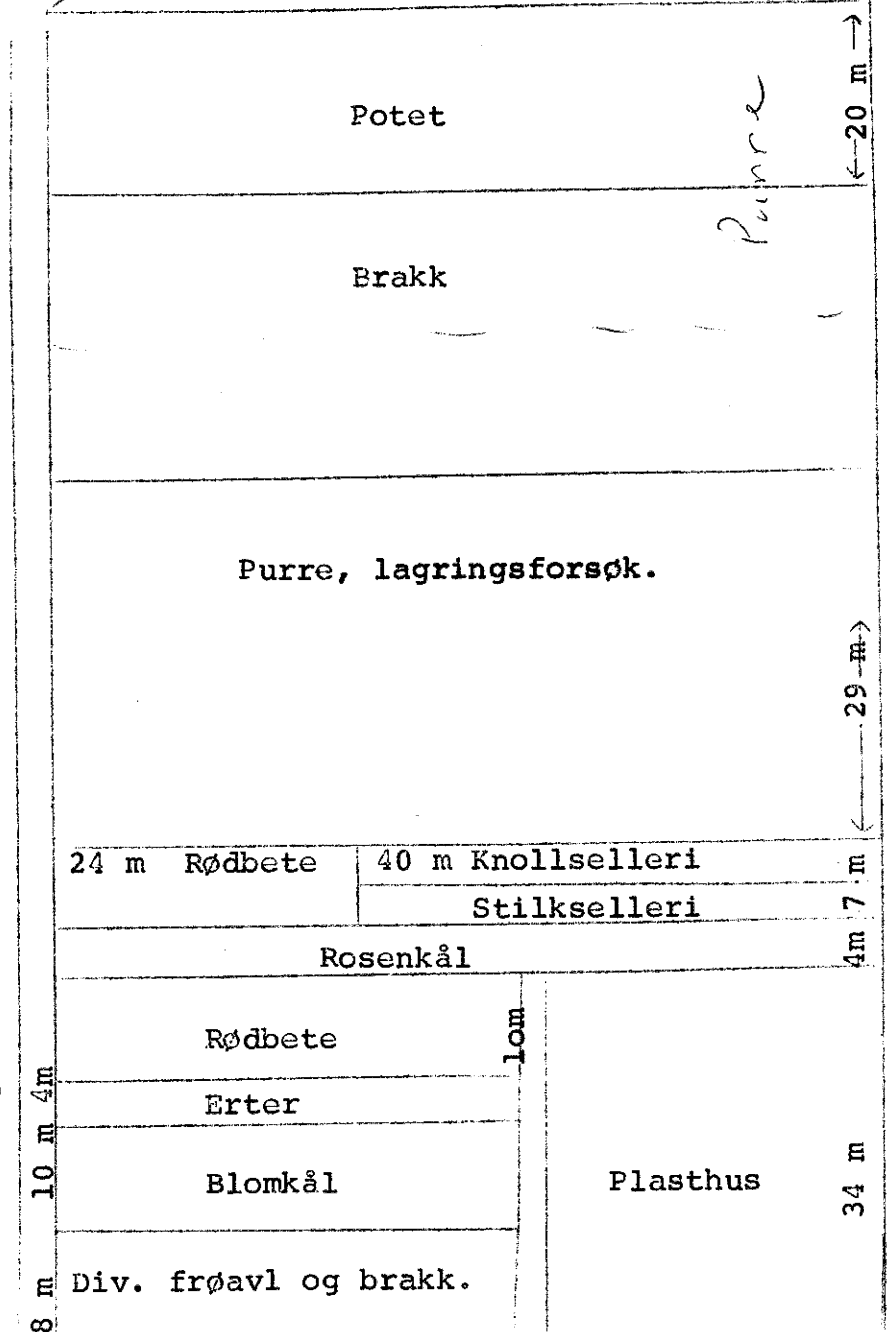 Potet
←20 m→
Purre
Brakk
Purre, lagringsforsøk.
←29 m→
24 m Rødbete
40 m Knollselleri
Stilkselleri
7 m
Rosenkål
4m
Rødbete
10m
4m
Erter
10 m
Blomkål
Plasthus
34 m
8 m
Div. frøavl og brakk.